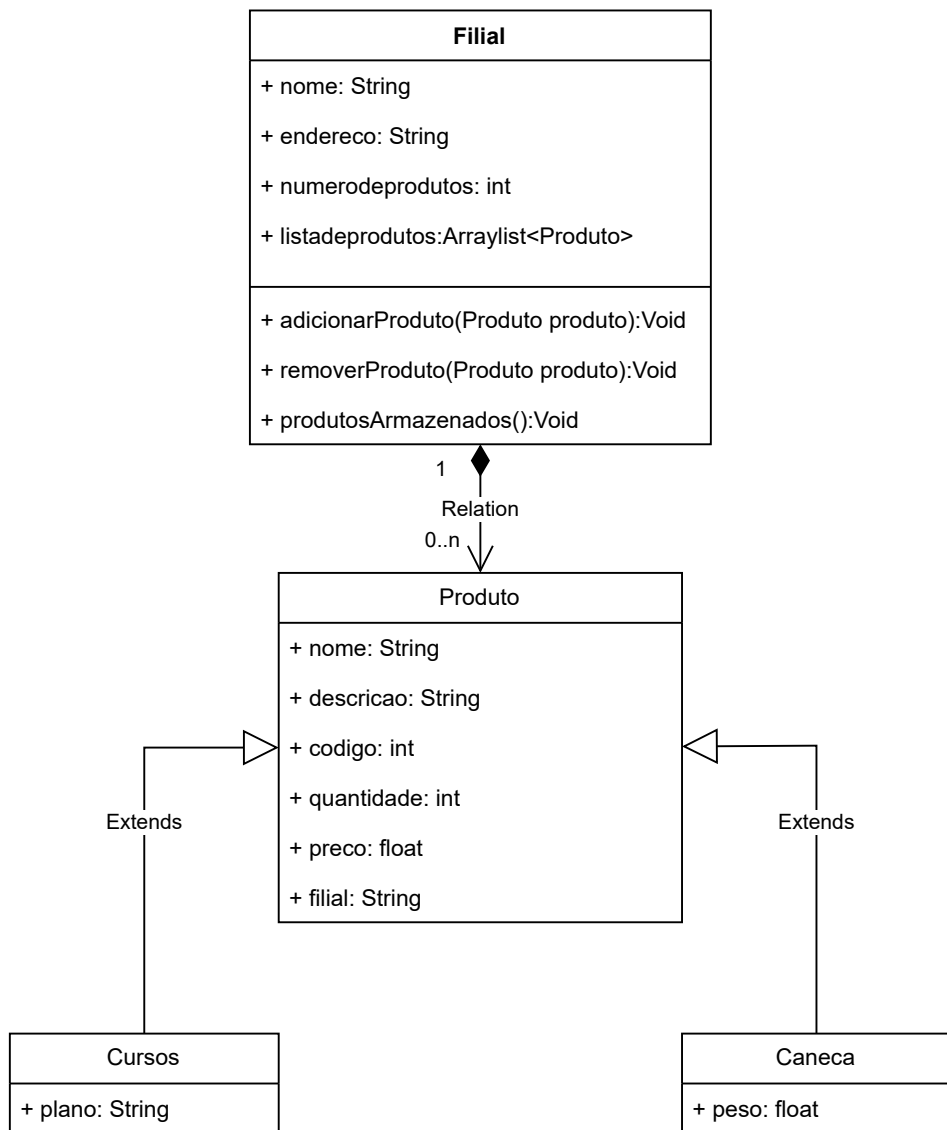 Filial
+ nome: String
+ endereco: String
+ numerodeprodutos: int
+ listadeprodutos:Arraylist<Produto>
+ adicionarProduto(Produto produto):Void
+ removerProduto(Produto produto):Void
+ produtosArmazenados():Void
1
Relation
0..n
Produto
+ nome: String
+ descricao: String
+ codigo: int
+ quantidade: int
+ preco: float
+ filial: String
Extends
Extends
Cursos
+ plano: String
Caneca
+ peso: float